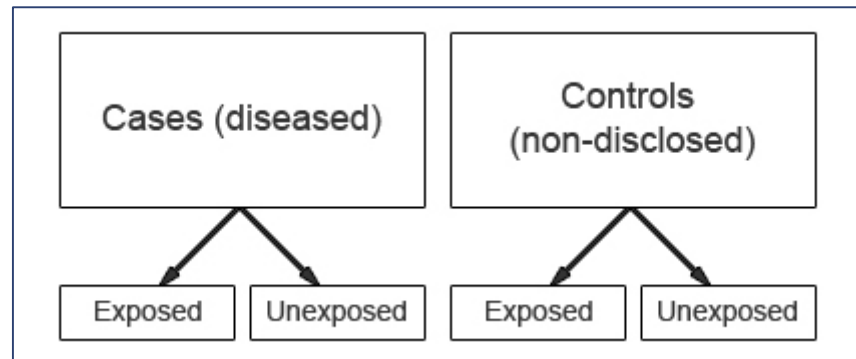 Cases (diseased)
Controls
(non-disclosed)
Exposed
Unexposed
Exposed
Unexposed